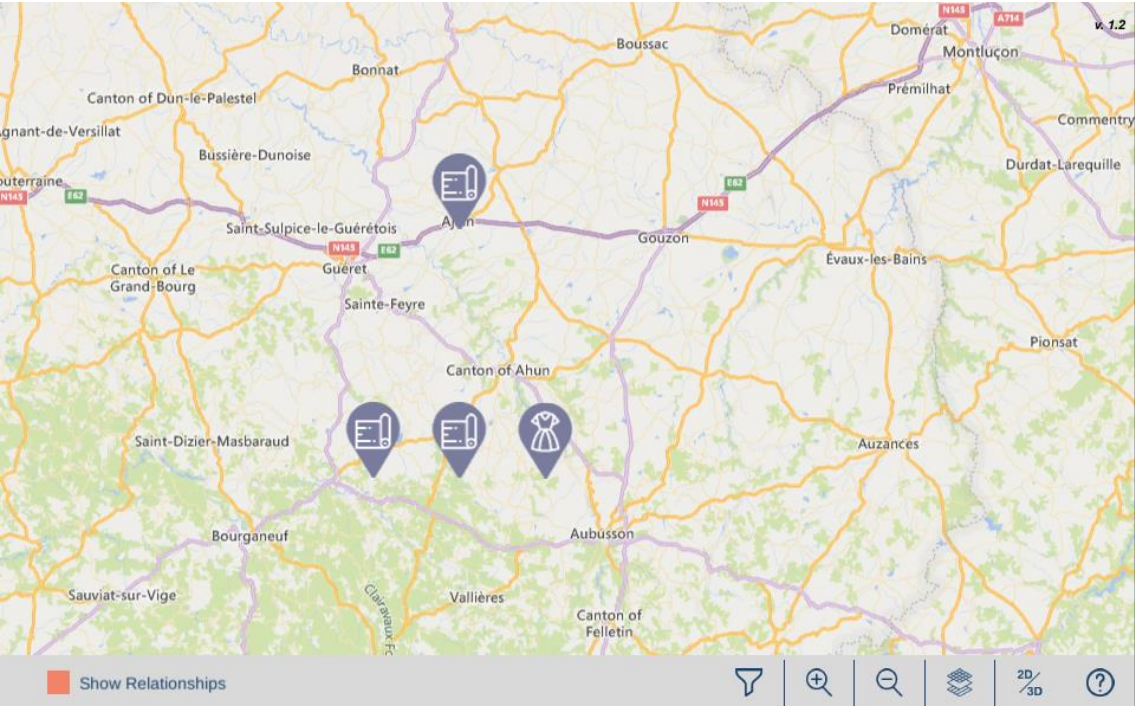 N145
A714
v. 1.2
Domérat
Boussac
Montluçon
Bonnat
Prémilhat
Canton of Dun-le-Palestel
Commentry
gnant-de-Versillat
Bussière-Dunoise
Durdat-Larequille
outerraine
N145
E62
E62
N145
Saint-Sulpice-le-Guérétois
Gouzon
N145
E62
Évaux-les-Bains
Guéret
Canton of Le
Grand-Bourg
Sainte-Feyre
Pionsat
Canton of Ahun
Saint-Dizier-Masbaraud
Auzances
Bourganeuf
Aubusson
Sauviat-sur-Vige
Vallières
Clairavaux Fo
Canton of
Felletin
Show Relationships
2D/3D
?